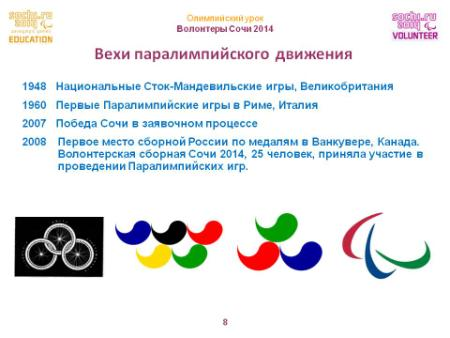 sochi.ru
2014
EDUCATION
Олимпийский урок
Волонтеры Сочи 2014
sochi.ru
2014
VOLUNTEER
Вехи паралимпийского движения
1948 Национальные Сток-Мандевильские игры, Великобритания
1960 Первые Паралимпийские игры в Риме, Италия
2007 Победа Сочи в заявочном процессе
2008 Первое место сборной России по медалям в Ванкувере, Канада.
Волонтерская сборная Сочи 2014, 25 человек, приняла участие в
проведении Паралимпийских игр.
8